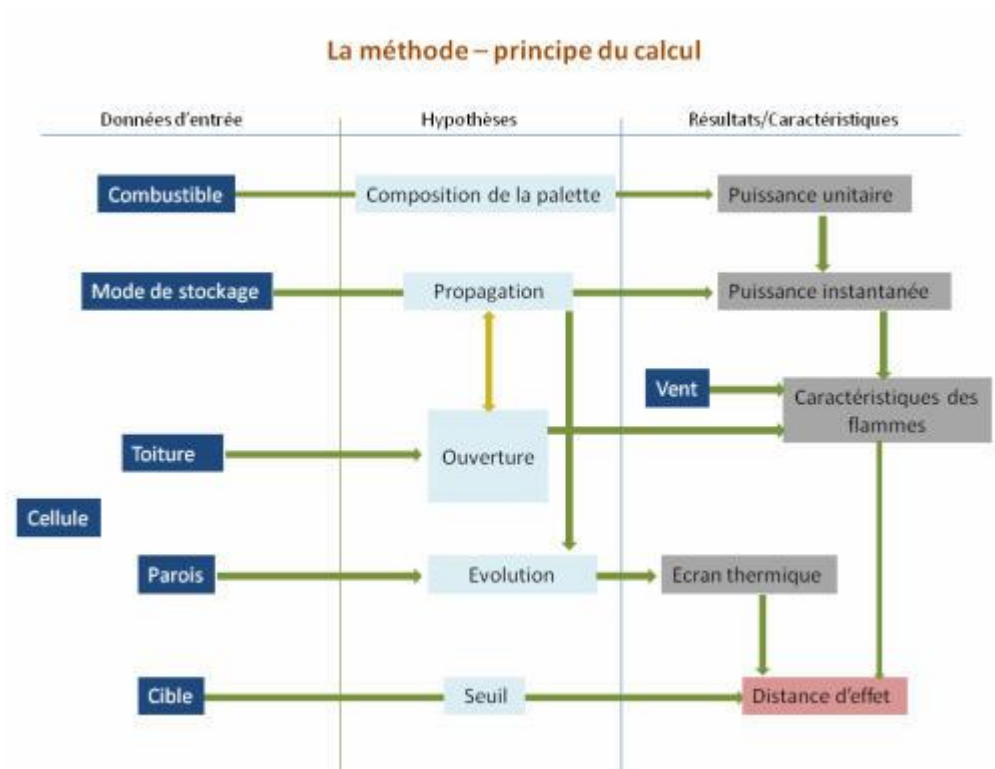 La méthode – principe du calcul
Données d'entrée
Hypothèses
Résultats/Caractéristiques
Combustible
Composition de la palette
Puissance unitaire
Mode de stockage
Propagation
Puissance instantanée
Vent
Caractéristiques des
flammes
Toiture
Ouverture
Cellule
Parois
Evolution
Ecran thermique
Cible
Seuil
Distance d'effet